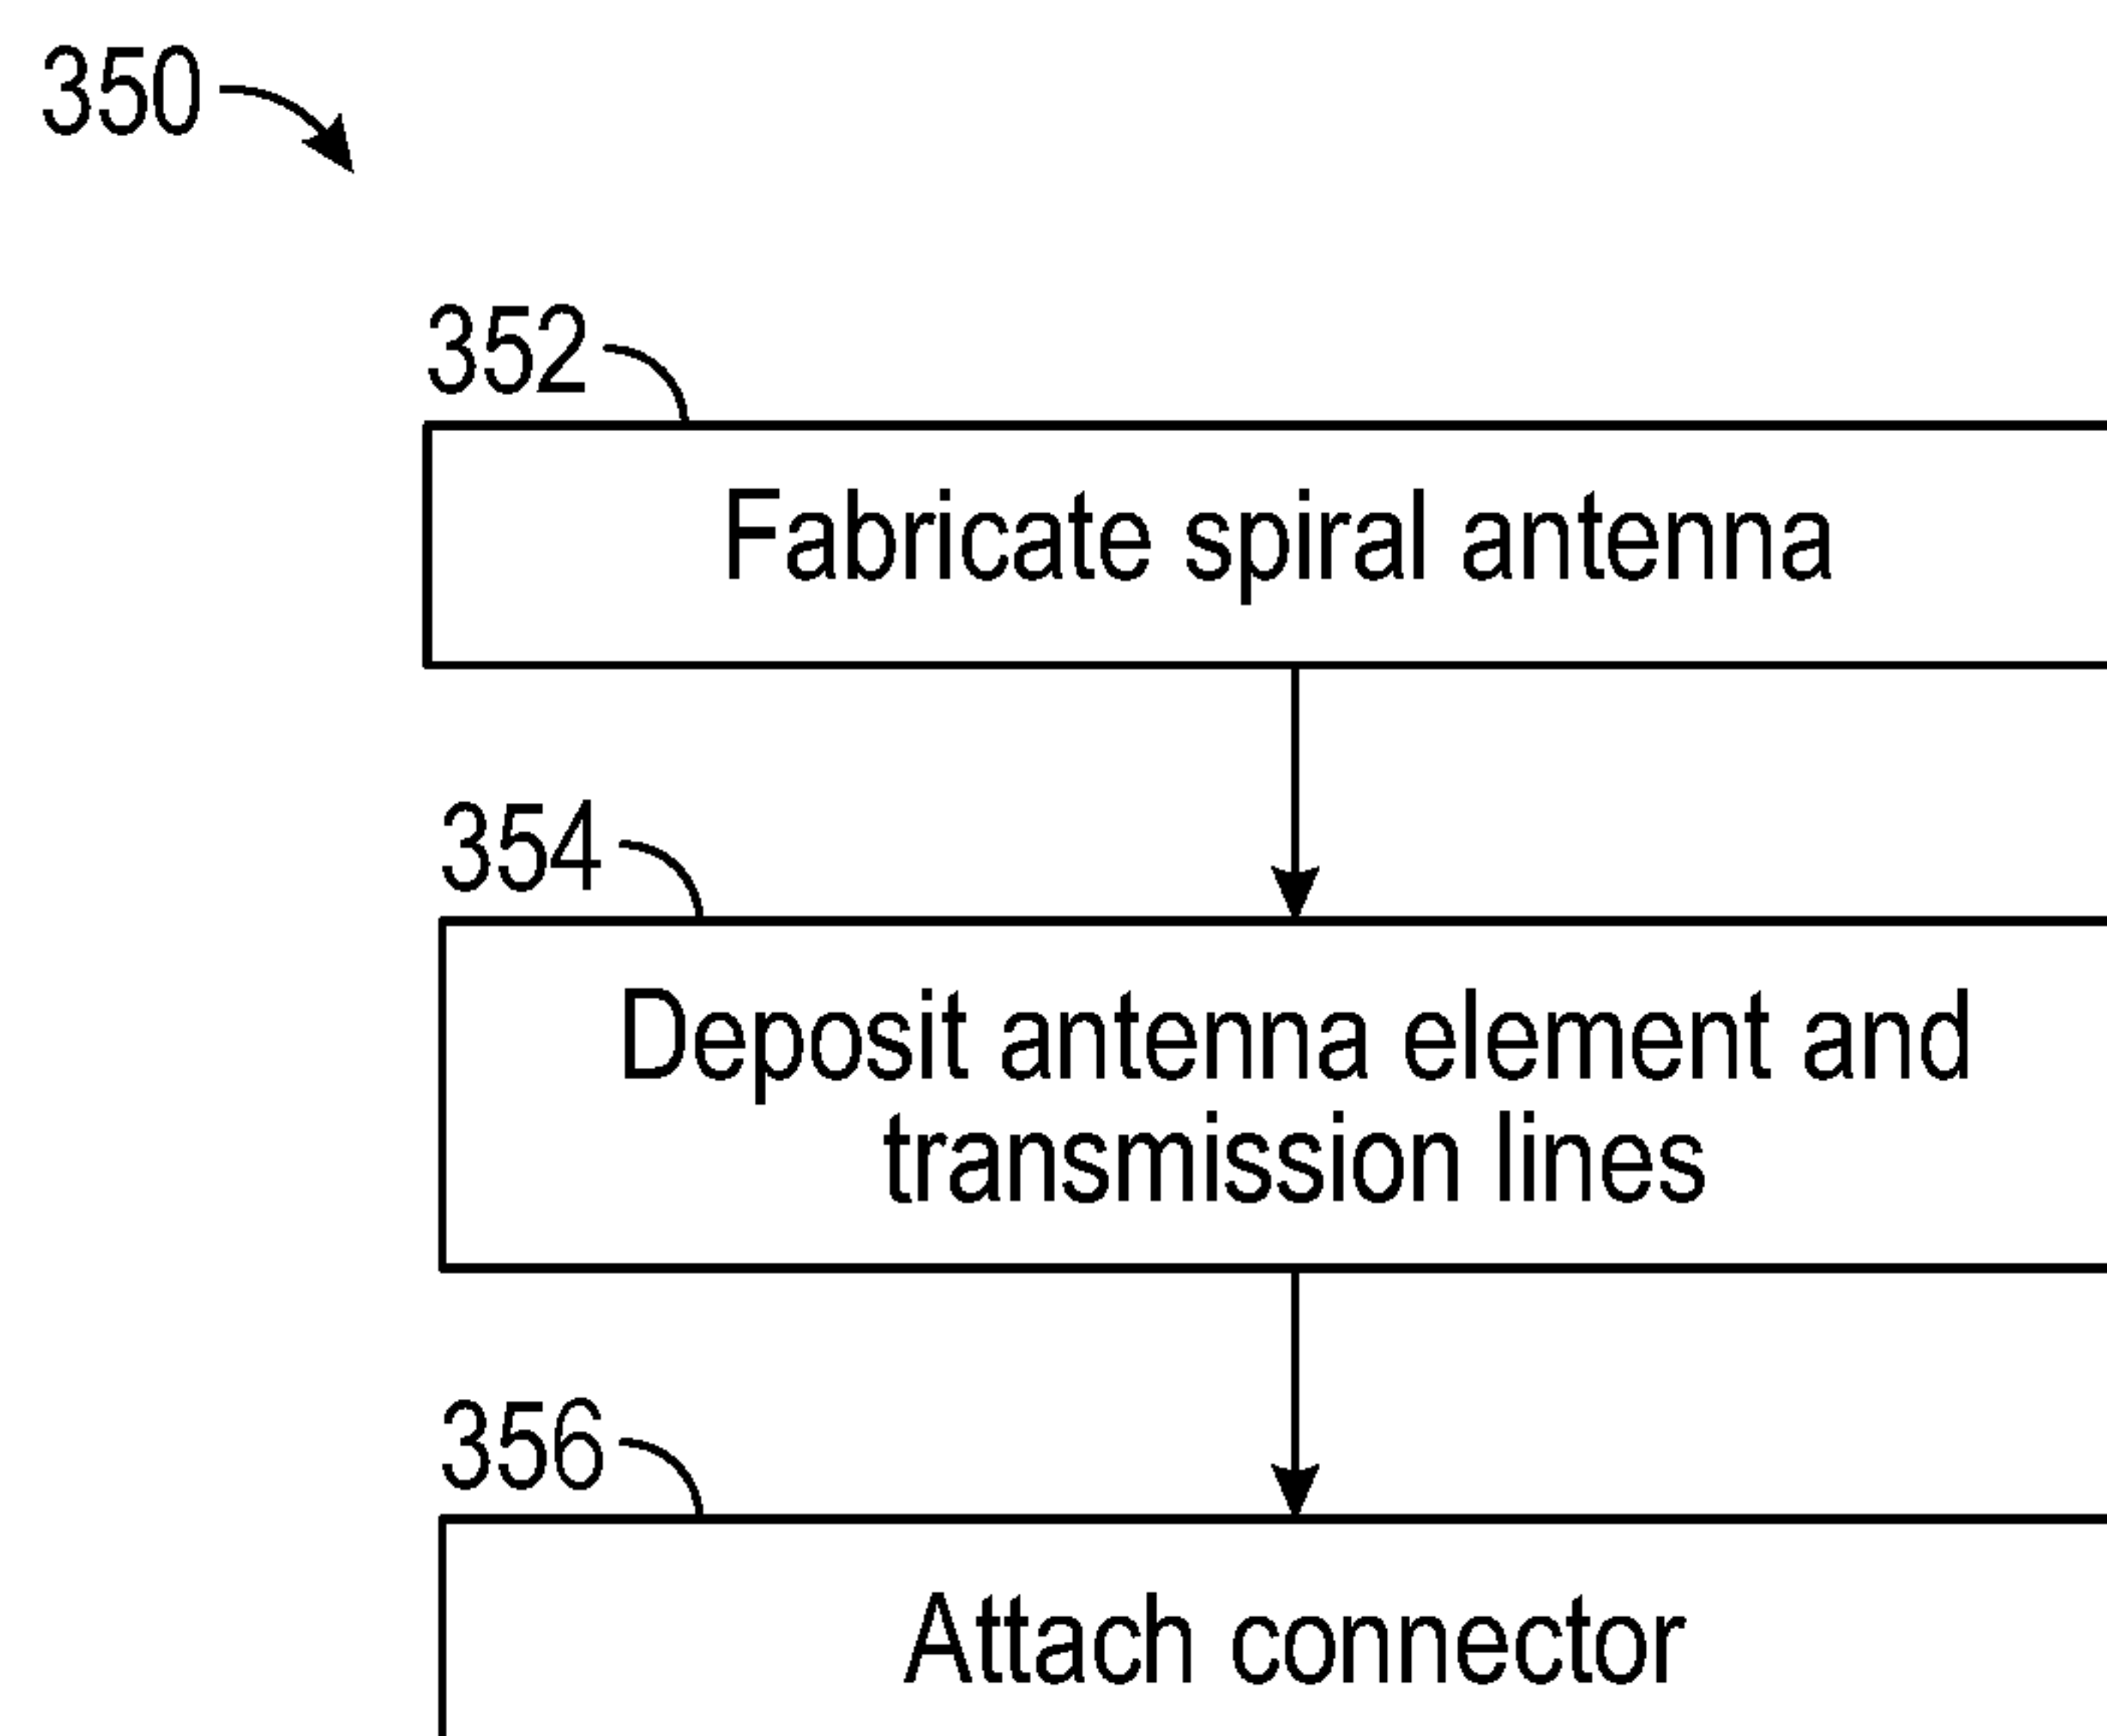 350
352
Fabricate spiral antenna
354
Deposit antenna element and
transmission lines
356
Attach connector